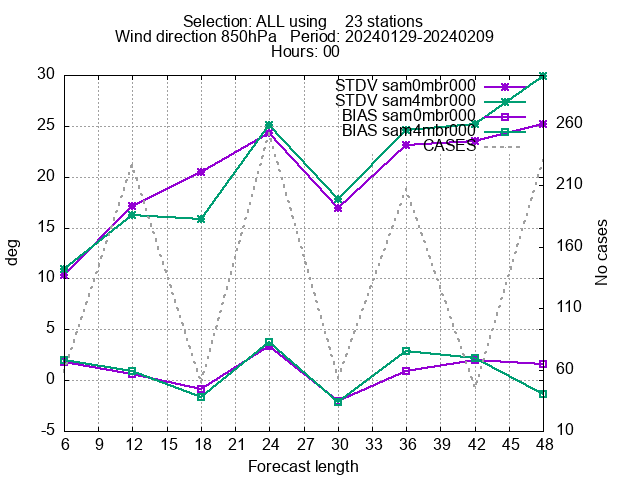 Selection: ALL using    23 stations
Wind direction 850hPa   Period: 20240129-20240209
Hours: 00
STDV sam0mbr000
STDV sam4mbr000
BIAS sam0mbr000
BIAS sam4mbr000
CASES
30
25
20
15
10
5
0
-5
deg
260
210
160
110
60
10
No cases
6 9 12 15 18 21 24 27 30 33 36 39 42 45 48
Forecast length